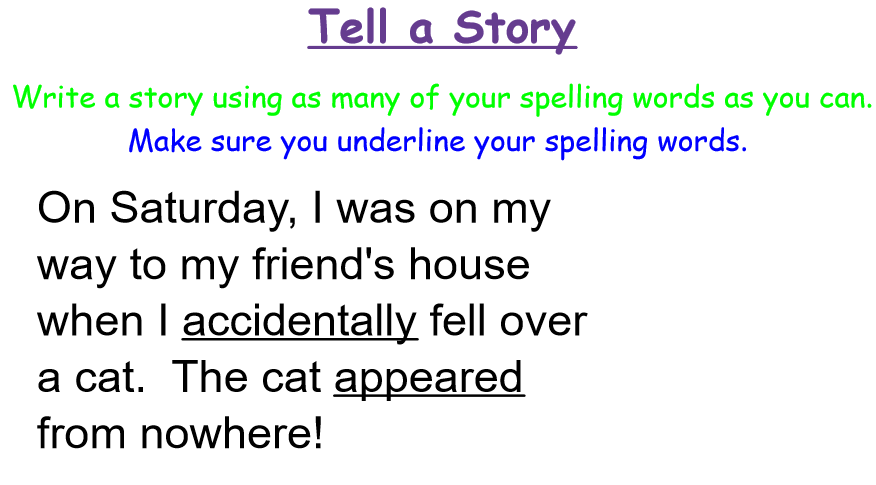 Tell a Story
Write a story using as many of your spelling words as you can.
Make sure you underline your spelling words.
On Saturday, I was on my
way to my friend's house
when I accidentally fell over
a cat.  The cat appeared
from nowhere!